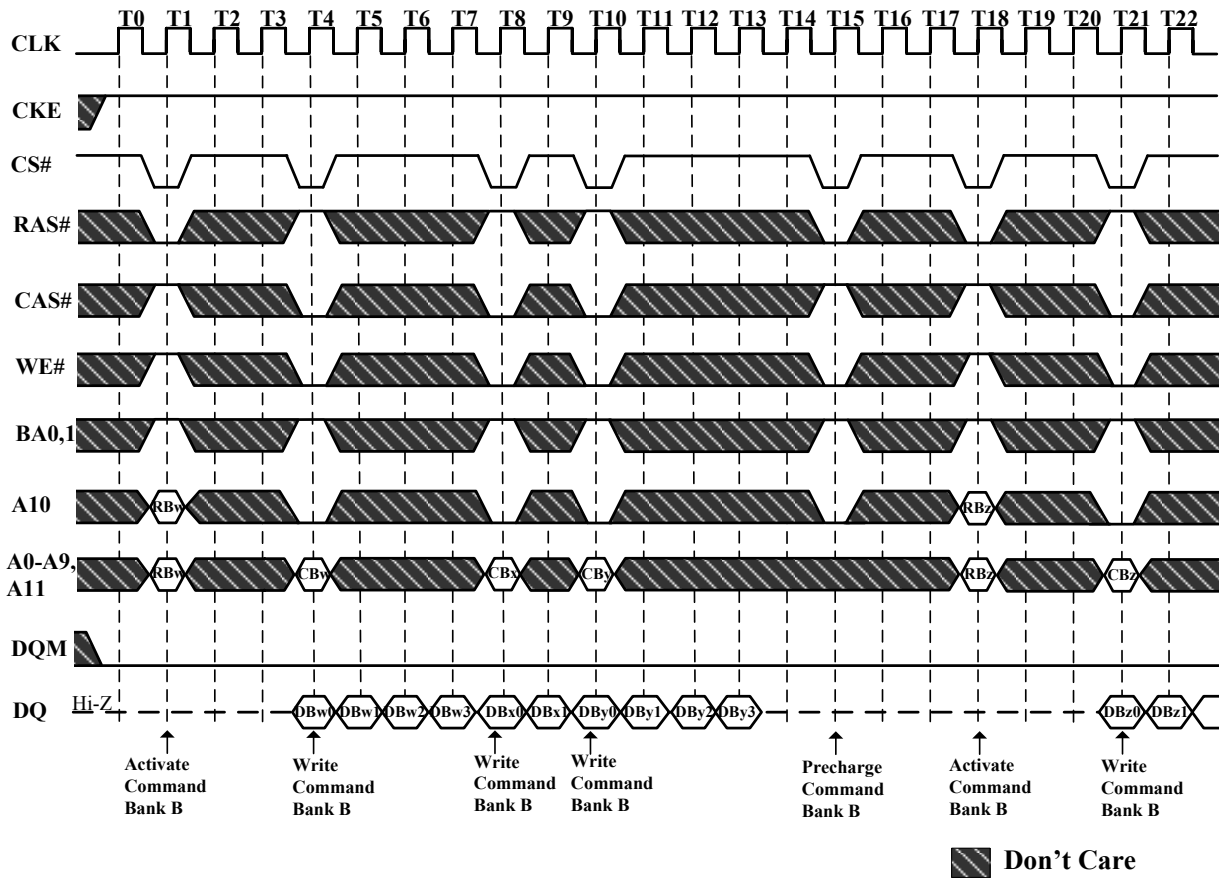 T0 T1 T2 T3 T4 T5 T6 T7 T8 T9 T10 T11 T12 T13 T14 T15 T16 T17 T18 T19 T20 T21 T22
CLK
CKE
CS#
RAS#
CAS#
WE#
BA0,1
A10 RBw RBz
A0-A9,
A11 RBw CBw CBx CBy RBz CBz
DQM
DQ Hi-Z DBw0 DBw1 DBw2 DBw3 DBx0 DBx1 DBy0 DBy1 DBy2 DBy3 DBz0 DBz1
Activate
Command
Bank B
Write
Command
Bank B
Write
Command
Bank B
Write
Command
Bank B
Precharge
Command
Bank B
Activate
Command
Bank B
Write
Command
Bank B
Don't Care